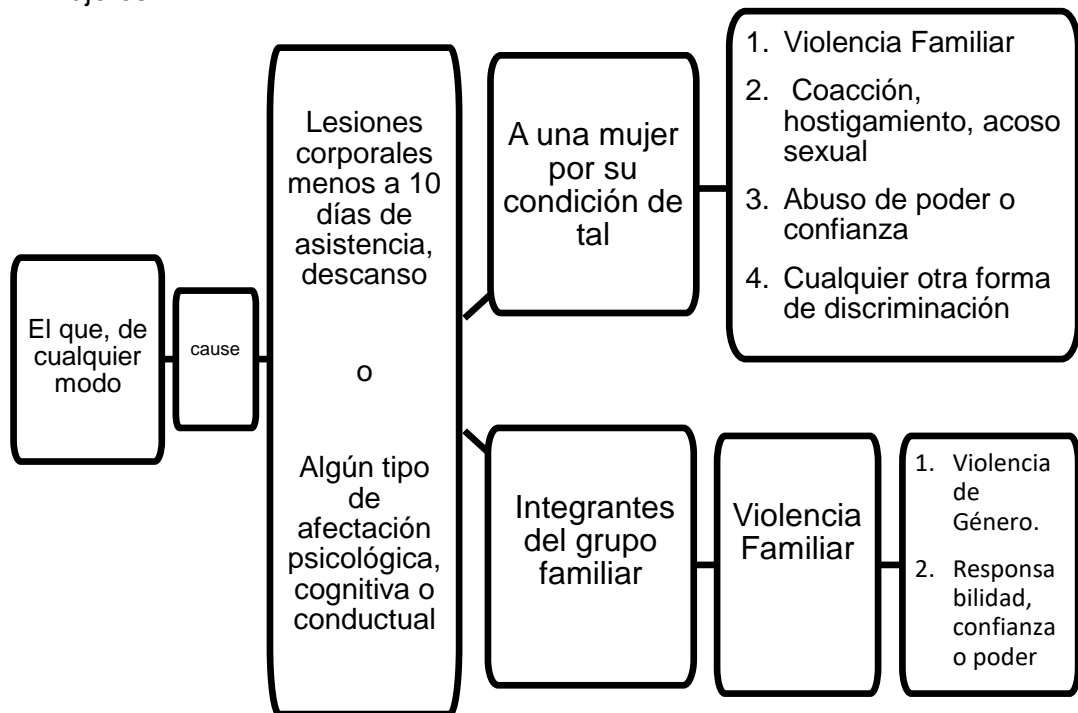 El que, de
cualquier
modo
cause
Lesiones
corporales
menos a 10
días de
asistencia,
descanso
o
Algún tipo
de
afectación
psicológica,
cognitiva o
conductual
A una mujer
por su
condición de
tal
1. Violencia Familiar
2. Coacción,
hostigamiento, acoso
sexual
3. Abuso de poder o
confianza
4. Cualquier otra forma
de discriminación
Integrantes
del grupo
familiar
Violencia
Familiar
1. Violencia
de
Género.
2. Responsa
bilidad,
confianza
o poder